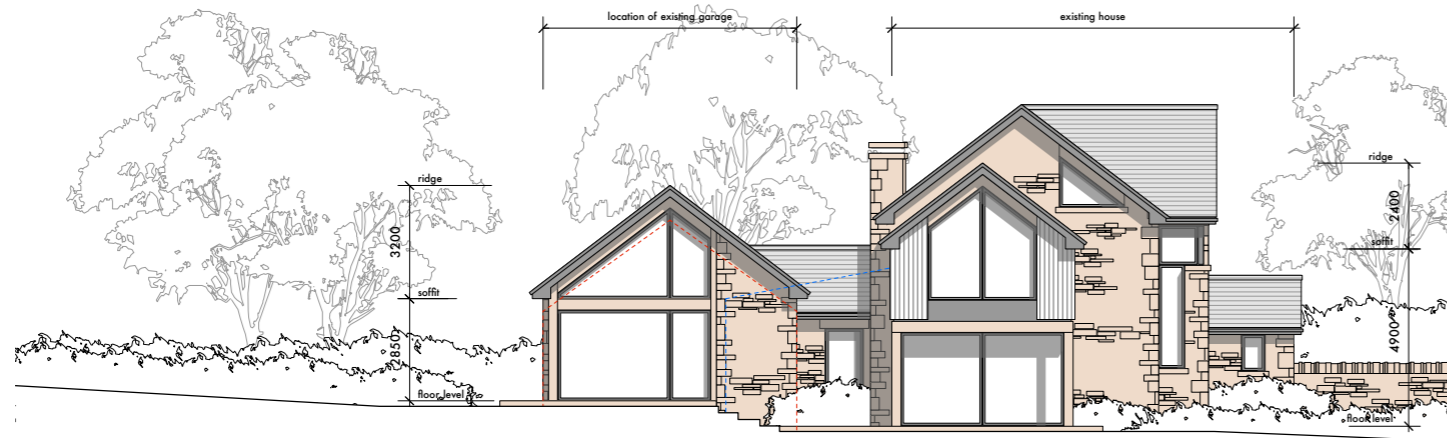 location of existing garage
existing house
ridge
3200
soffit
2850
floor level
ridge
2400
soffit
4900
floor level